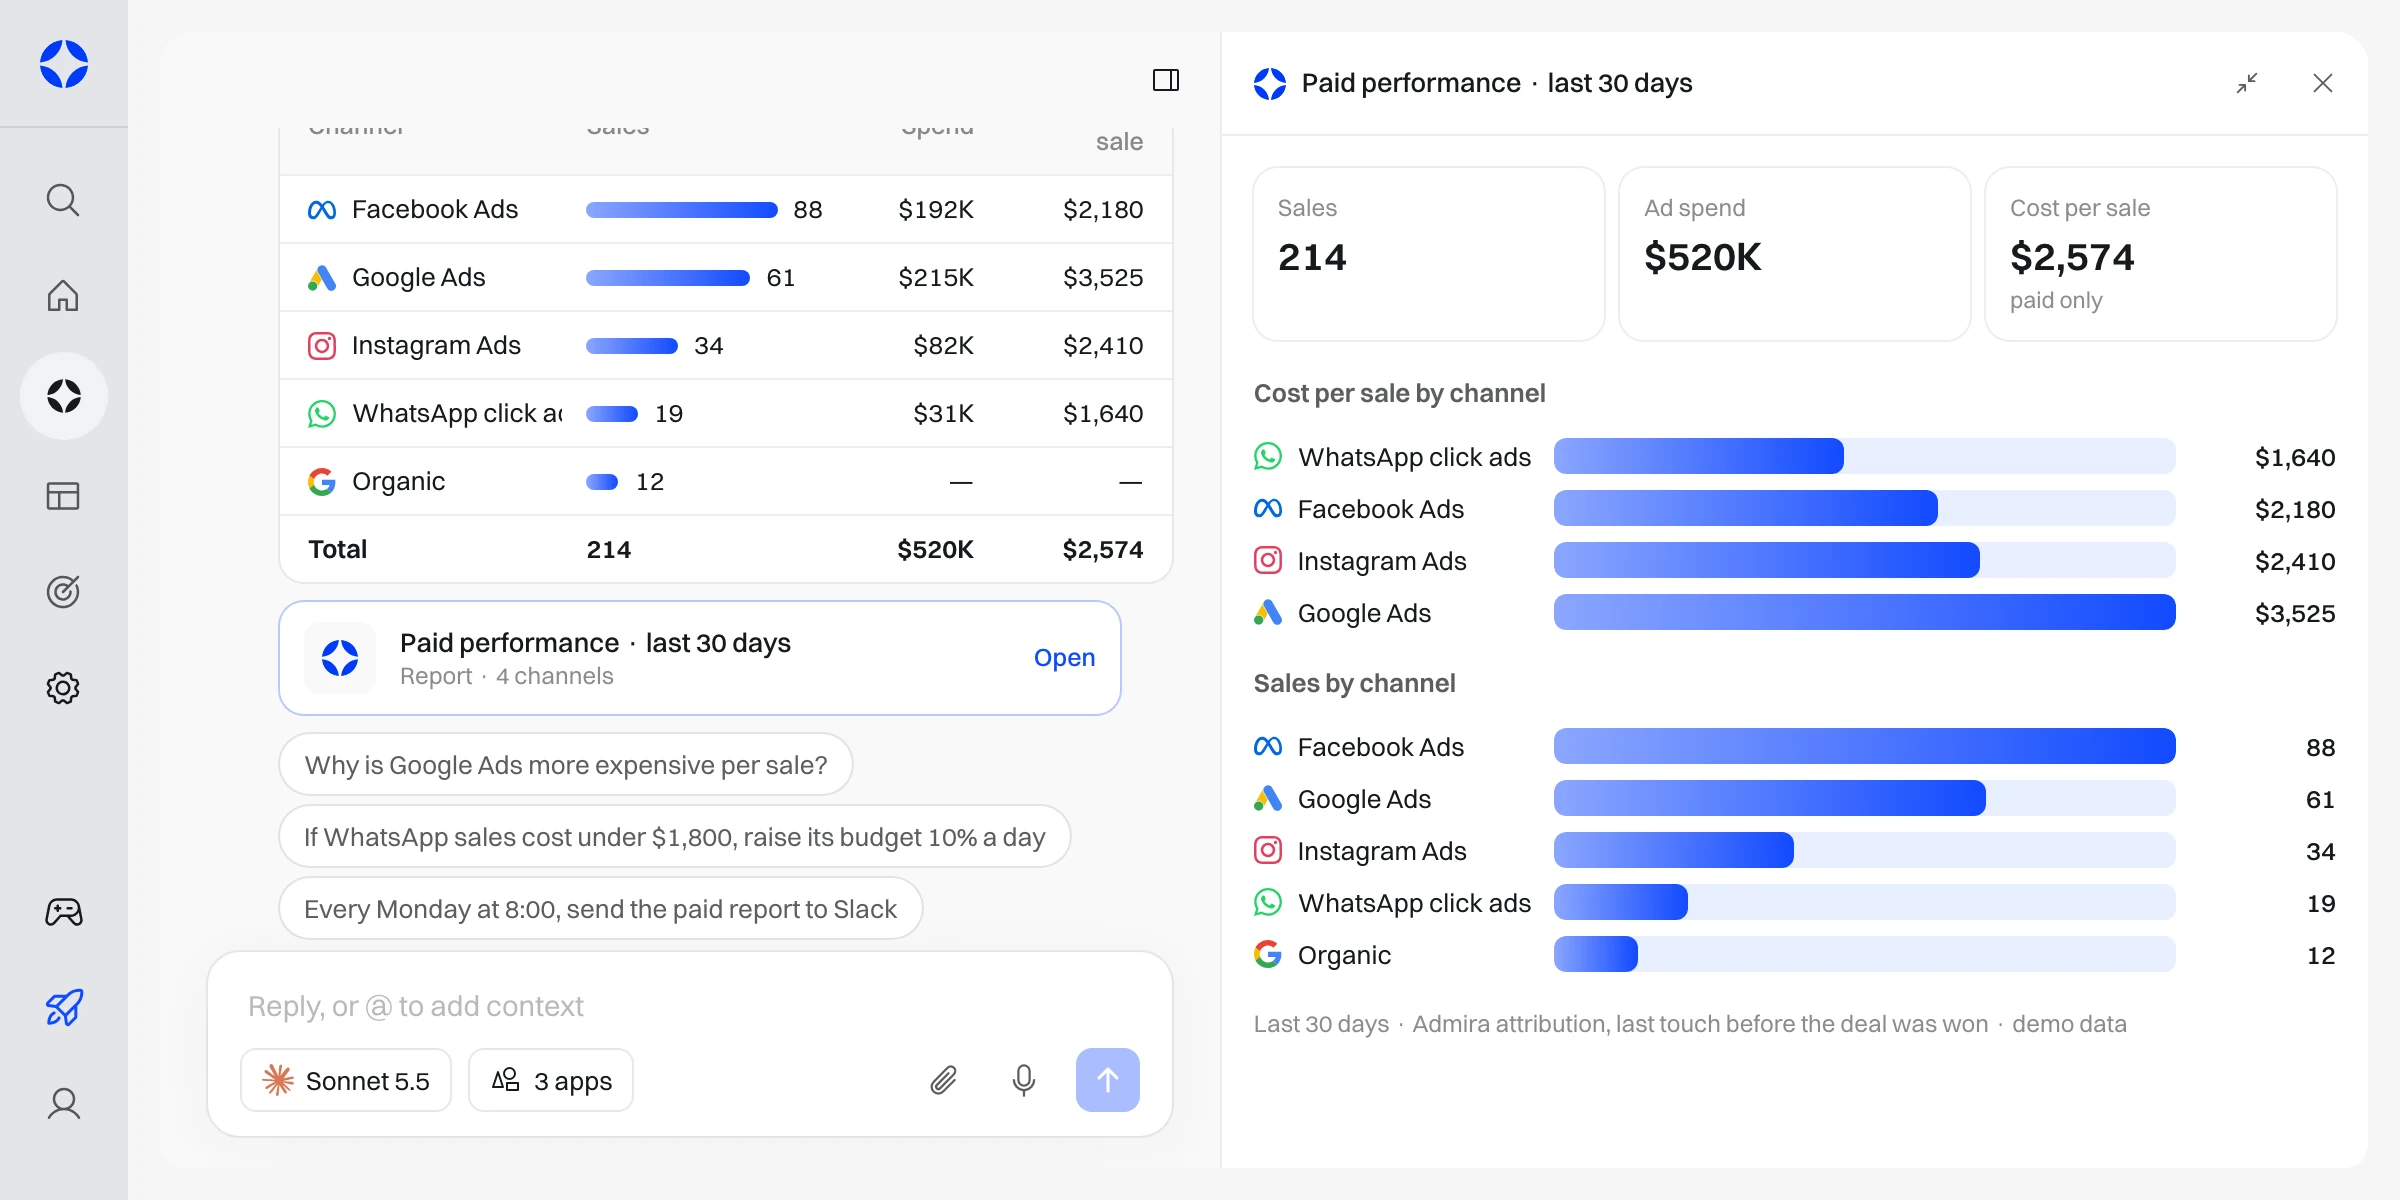 Channel Sales Spend sale
Facebook Ads 88 $192K $2,180
Google Ads 61 $215K $3,525
Instagram Ads 34 $82K $2,410
WhatsApp click 19 $31K $1,640
Organic 12 — —
Total 214 $520K $2,574
Paid performance · last 30 days
Report · 4 channels
Open
Why is Google Ads more expensive per sale?
If WhatsApp sales cost under $1,800, raise its budget 10% a day
Every Monday at 8:00, send the paid report to Slack
Reply, or @ to add context
Sonnet 5.5
3 apps
Paid performance · last 30 days
Sales
214
Ad spend
$520K
Cost per sale
$2,574
paid only
Cost per sale by channel
WhatsApp click ads $1,640
Facebook Ads $2,180
Instagram Ads $2,410
Google Ads $3,525
Sales by channel
Facebook Ads 88
Google Ads 61
Instagram Ads 34
WhatsApp click ads 19
Organic 12
Last 30 days · Admira attribution, last touch before the deal was won · demo data